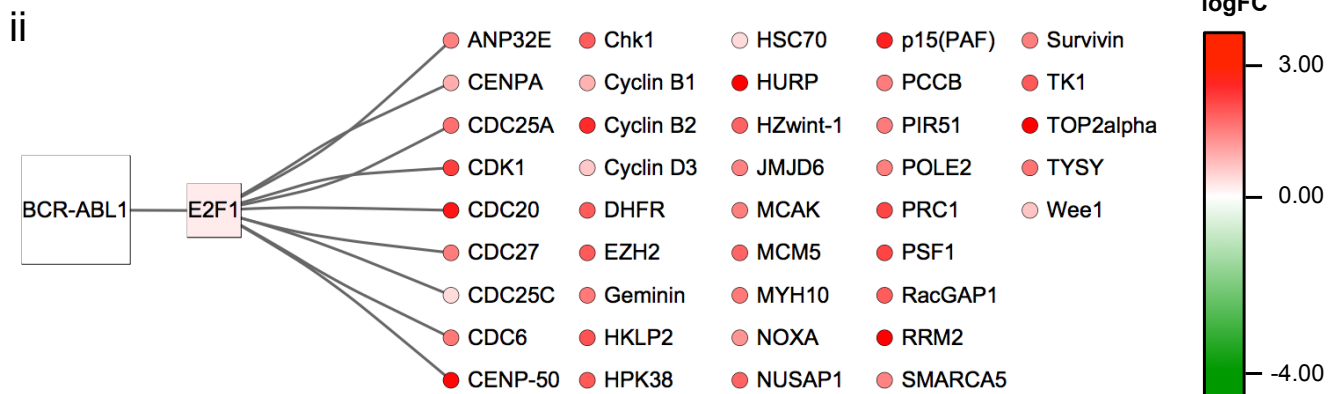 ii
logFC
ANP32E Chk1 HSC70 p15(PAF) Survivin
3.00
CENPA Cyclin B1 HURP PCCB TK1
CDC25A Cyclin B2 HZwint-1 PIR51 TOP2alpha
CDK1 Cyclin D3 JMJD6 POLE2 TYSY
0.00
BCR-ABL1 E2F1 CDC20 DHFR MCAK PRC1 Wee1
CDC27 EZH2 MCM5 PSF1
CDC25C Geminin MYH10 RacGAP1
CDC6 HKLP2 NOXA RRM2
CENP-50 HPK38 NUSAP1 SMARCA5
-4.00